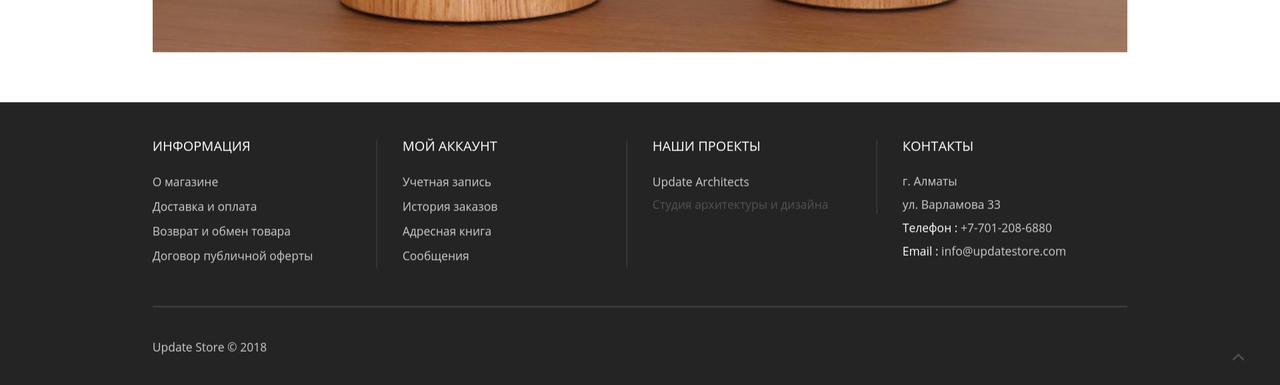 ИНФОРМАЦИЯ
О магазине
Доставка и оплата
Возврат и обмен товара
Договор публичной оферты
МОЙ АККАУНТ
Учетная запись
История заказов
Адресная книга
Сообщения
НАШИ ПРОЕКТЫ
Update Architects
Студия архитектуры и дизайна
КОНТАКТЫ
г. Алматы
ул. Варламова 33
Телефон : +7-701-208-6880
Email : info@updatestore.com
Update Store © 2018